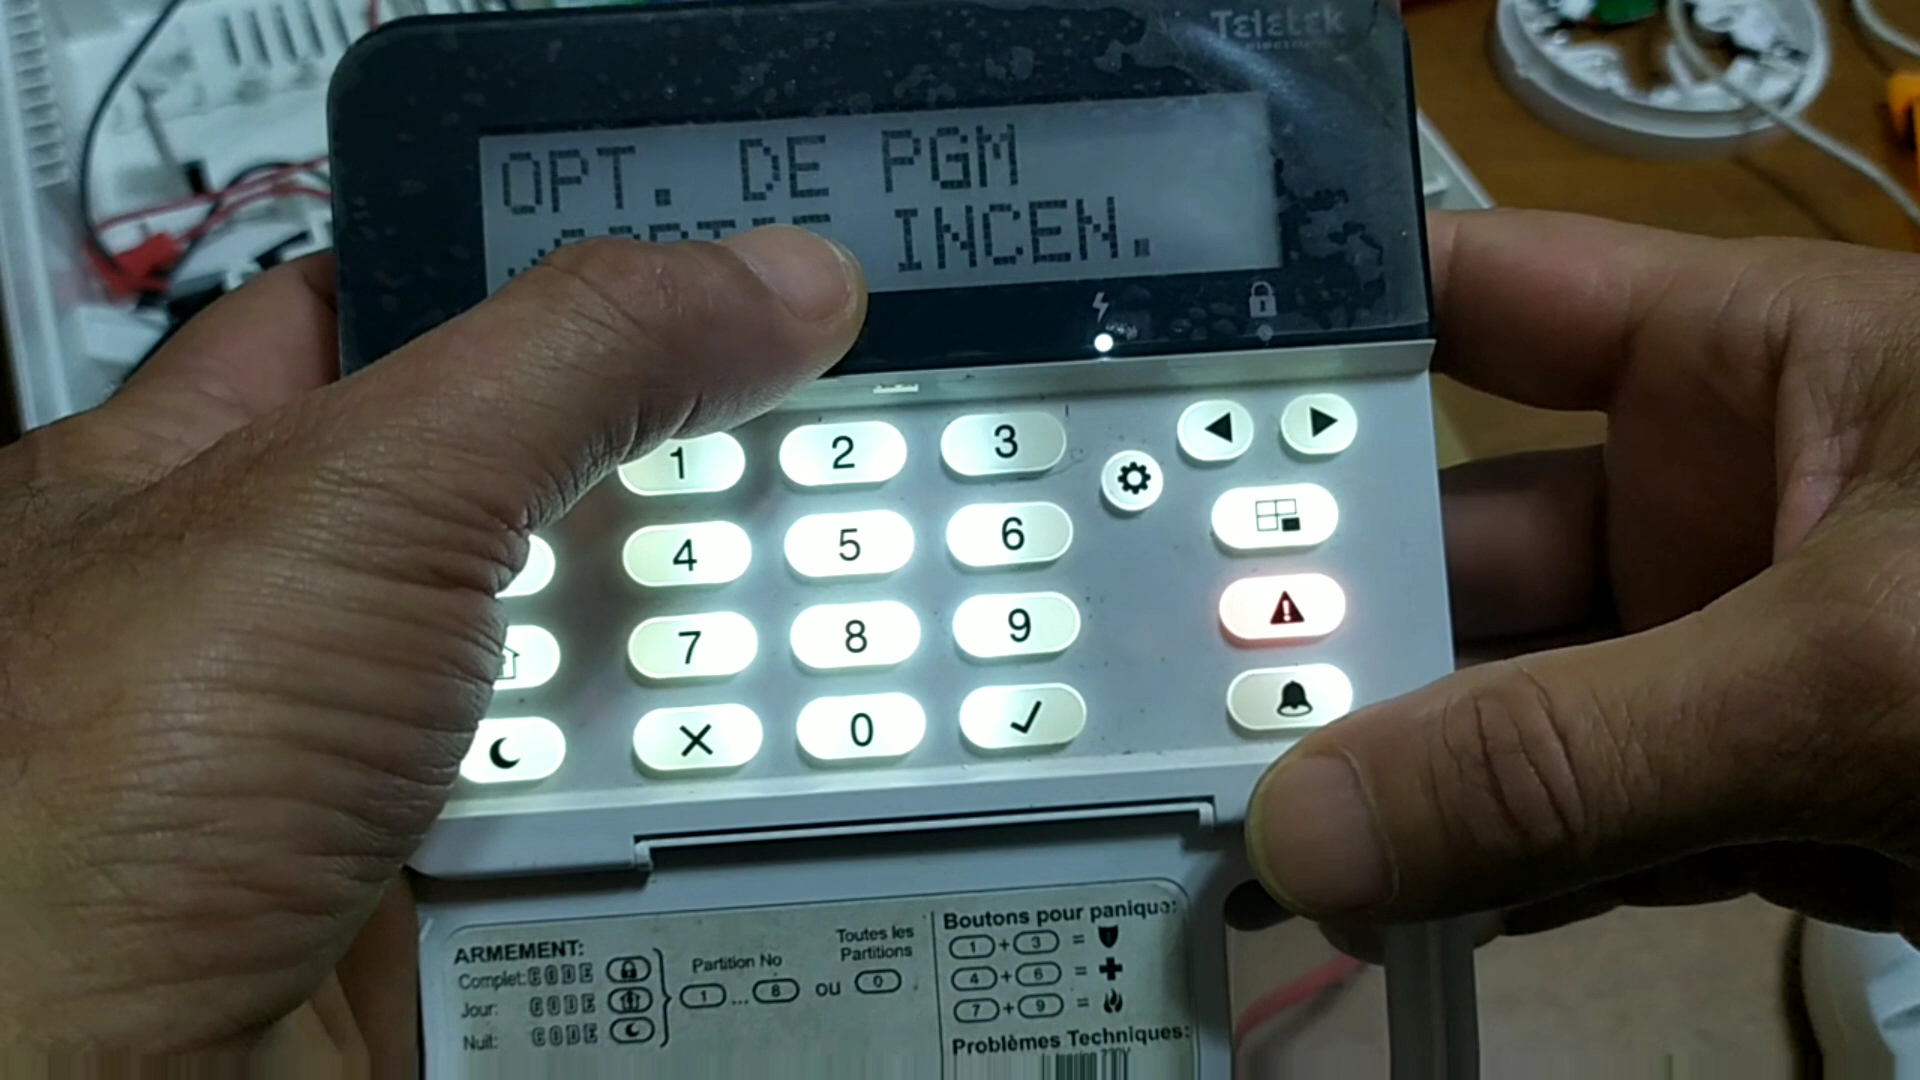 Teletek
electronics
OPT. DE PGM
INCEN.
1 2 3
4 5 6
7 8 9
0
ARMEMENT:
Complet: CODE
Jour: CODE
Nuit: CODE
Partition No
1 ... 8 ou 0
Toutes les
Partitions
Boutons pour panique:
1 + 3 =
4 + 6 =
7 + 9 =
Problèmes Techniques: